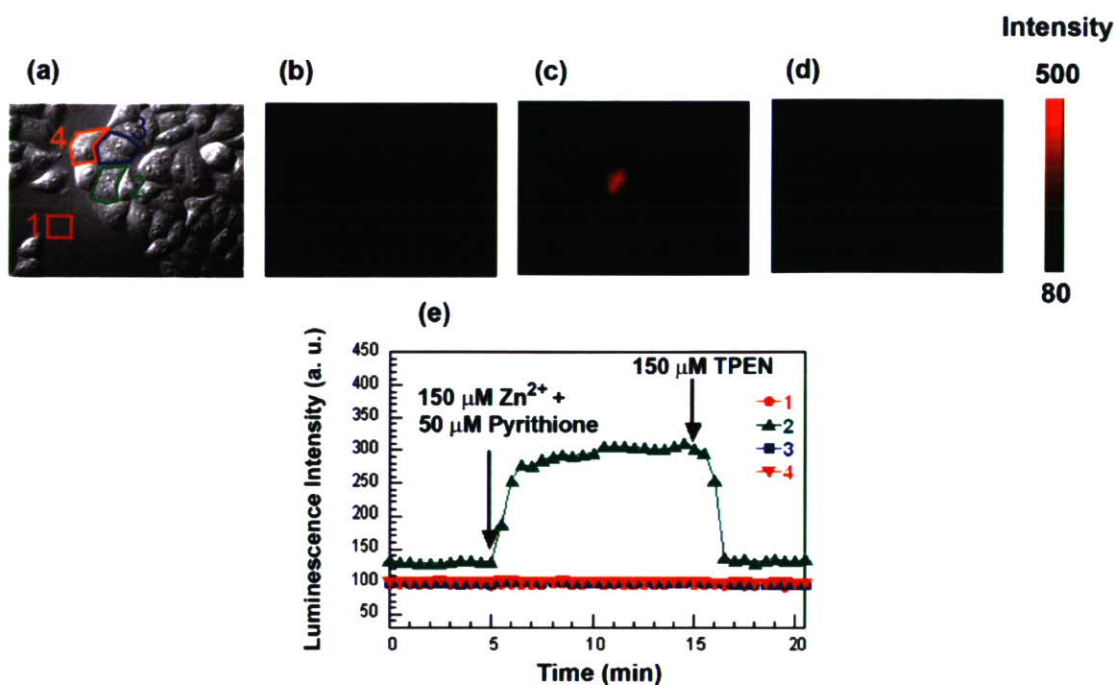 Intensity
(a)
(b)
(c)
(d)
500
4
3
1
80
(e)
Luminescence Intensity (a. u.)
450
400
350
300
250
200
150
100
50
150 μM Zn²⁺ +
50 μM Pyrithione
150 μM TPEN
1
2
3
4
0
5
10
15
20
Time (min)